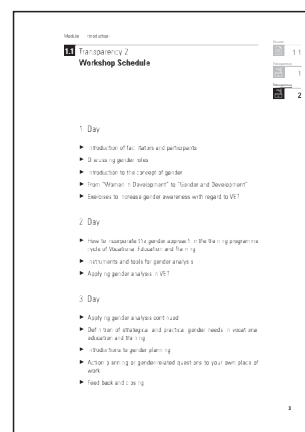 Module Introduction
1.1 Transparency 2
Workshop Schedule
1.1
1
2
1 Day
► Introduction of facilitators and participants
► Discussing gender roles
► Introduction to the concept of gender
► From "Women in Development" to "Gender and Development"
► Exercises to increase gender awareness with regard to VET
2 Day
► How to incorporate the gender approach in the training programme
cycle of Vocational Education and Training
► Instruments and tools for gender analysis
► Applying gender analysis in VET
3 Day
► Applying gender analysis continued
► Definition of strategical and practical gender needs in vocational
education and training
► Introductions to gender planning
► Action planning or gender-related questions to your own place of
work
► Feed back and closing
3